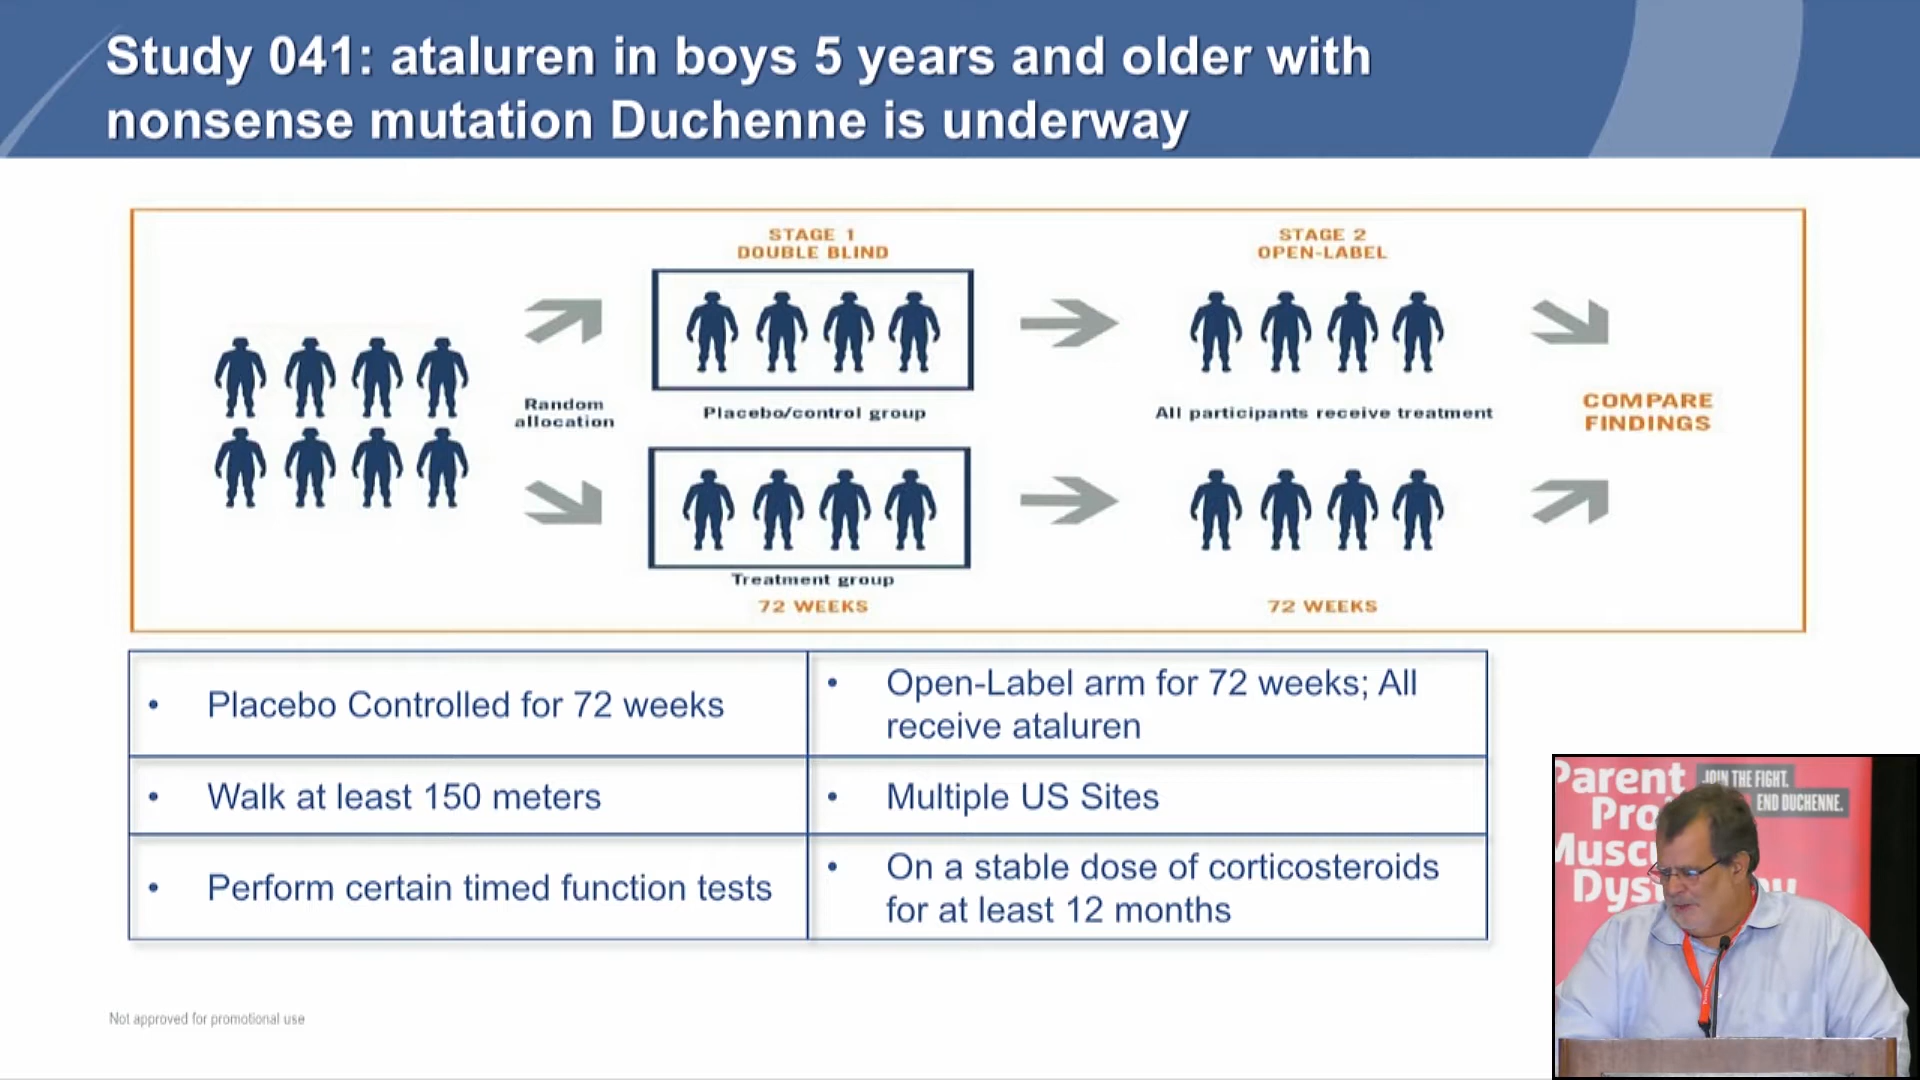 Study 041: ataluren in boys 5 years and older with
nonsense mutation Duchenne is underway
STAGE 1
DOUBLE BLIND
STAGE 2
OPEN-LABEL
Random
allocation
Placebo/control group
All participants receive treatment
COMPARE
FINDINGS
Treatment group
72 WEEKS
72 WEEKS
• Placebo Controlled for 72 weeks
• Open-Label arm for 72 weeks; All
receive ataluren
• Walk at least 150 meters
• Multiple US Sites
• Perform certain timed function tests
• On a stable dose of corticosteroids
for at least 12 months
Not approved for promotional use
Parent
JOIN THE FIGHT.
END DUCHENNE.